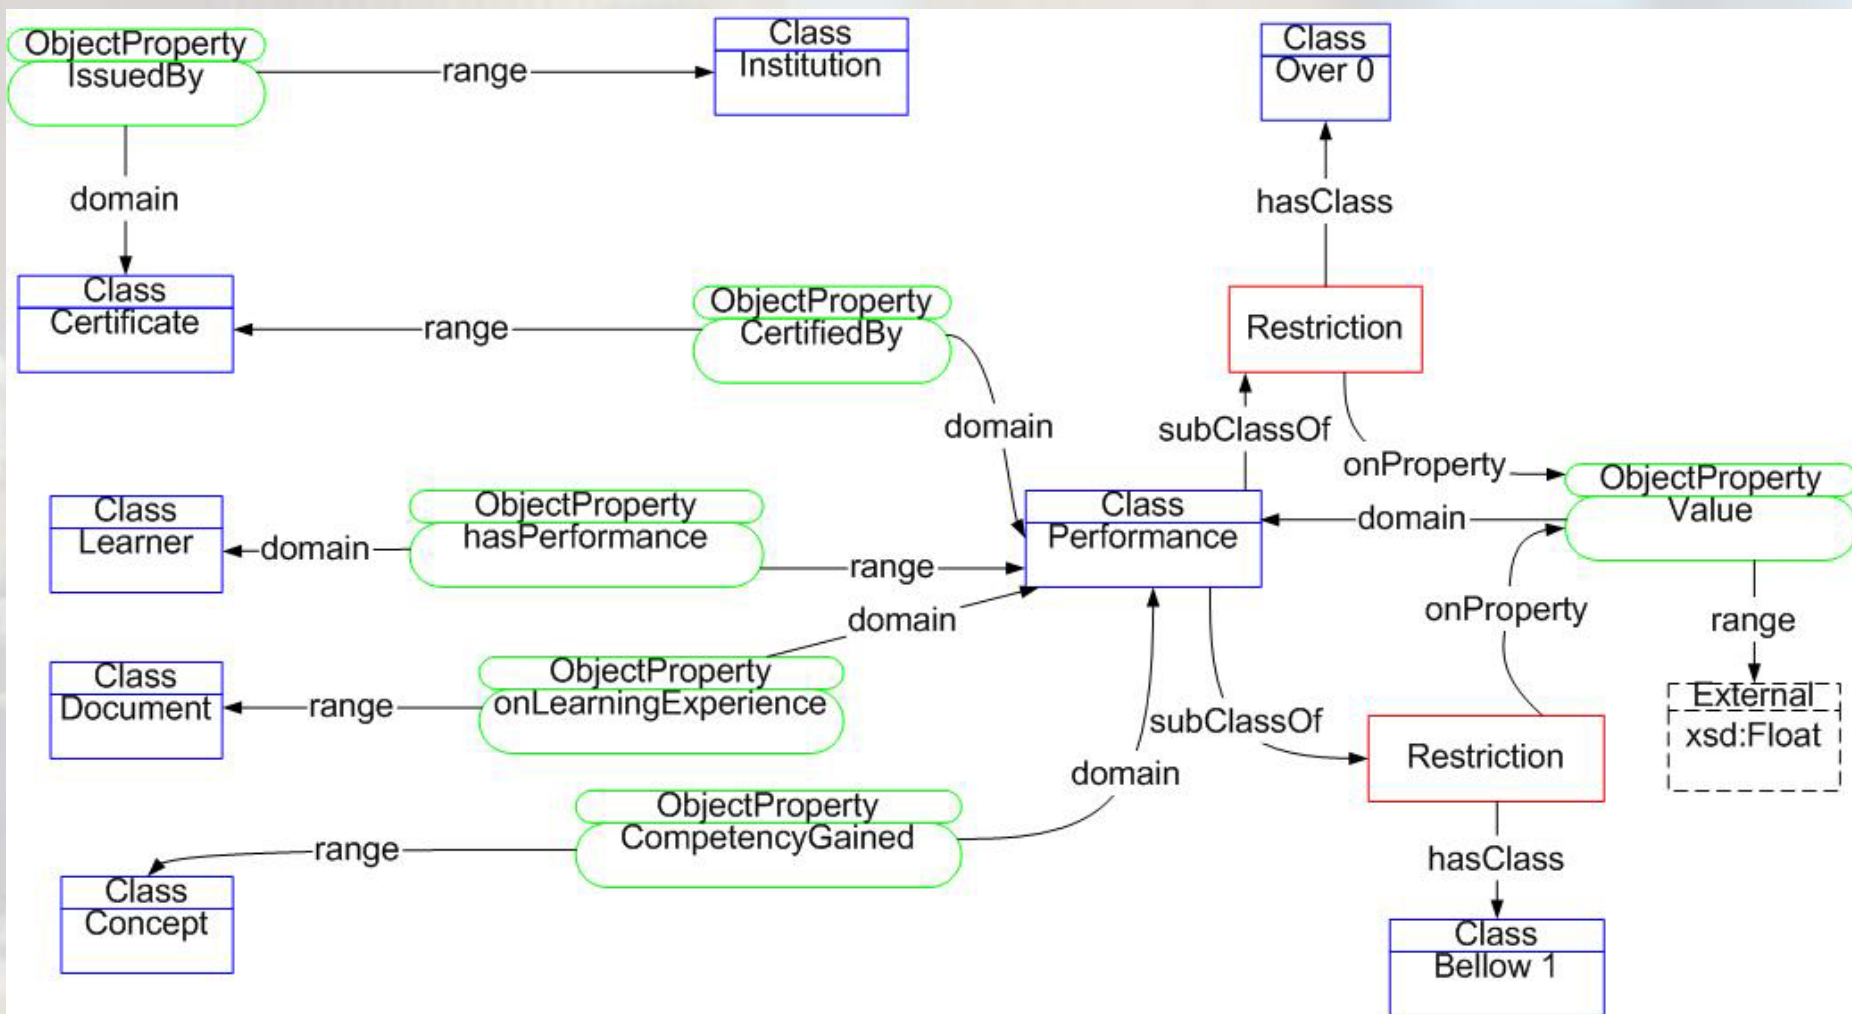 ObjectProperty
IssuedBy
range
Class
Institution
Class
Over 0
domain
hasClass
Class
Certificate
range
ObjectProperty
CertifiedBy
Restriction
domain
subClassOf
onProperty
ObjectProperty
Value
Class
Learner
domain
ObjectProperty
hasPerformance
range
Class
Performance
domain
domain
onProperty
range
Class
Document
range
ObjectProperty
onLearningExperience
subClassOf
External
xsd:Float
domain
Restriction
ObjectProperty
CompetencyGained
range
hasClass
Class
Concept
Class
Bellow 1